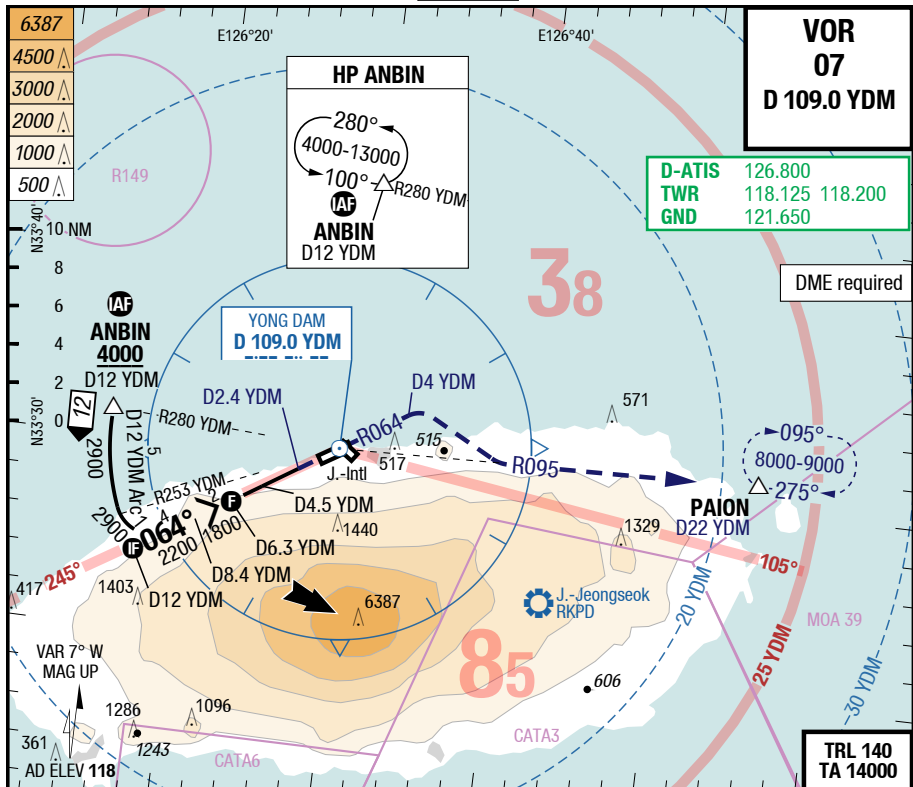 6387
4500
3000
2000
1000
500
E126°20'
E126°40'
VOR
07
D 109.0 YDM
HP ANBIN
280°
4000-13000
100°
R280 YDM
IAF
ANBIN
D12 YDM
D-ATIS 126.800
TWR 118.125 118.200
GND 121.650
DME required
R149
N33°40'
10 NM
8
6
4
2
0
N33°30'
IAF
ANBIN
4000
D12 YDM
12
2900
D12 YDM Arc
5
1
4
2
R280 YDM
R253 YDM
YONG DAM
D 109.0 YDM
38
D2.4 YDM
D4 YDM
R064
515
517
571
R095
095°
8000-9000
275°
PAION
D22 YDM
J.-Intl
F
D4.5 YDM
2900
064°
2200
1800
IF
D6.3 YDM
1440
1329
D8.4 YDM
105°
245°
417
1403
D12 YDM
6387
J.-Jeongseok
RKPD
20 YDM
MOA 39
25 YDM
30 YDM
85
VAR 7° W
MAG UP
606
1286
1096
1243
361
CATA6
CATA3
AD ELEV 118
TRL 140
TA 14000